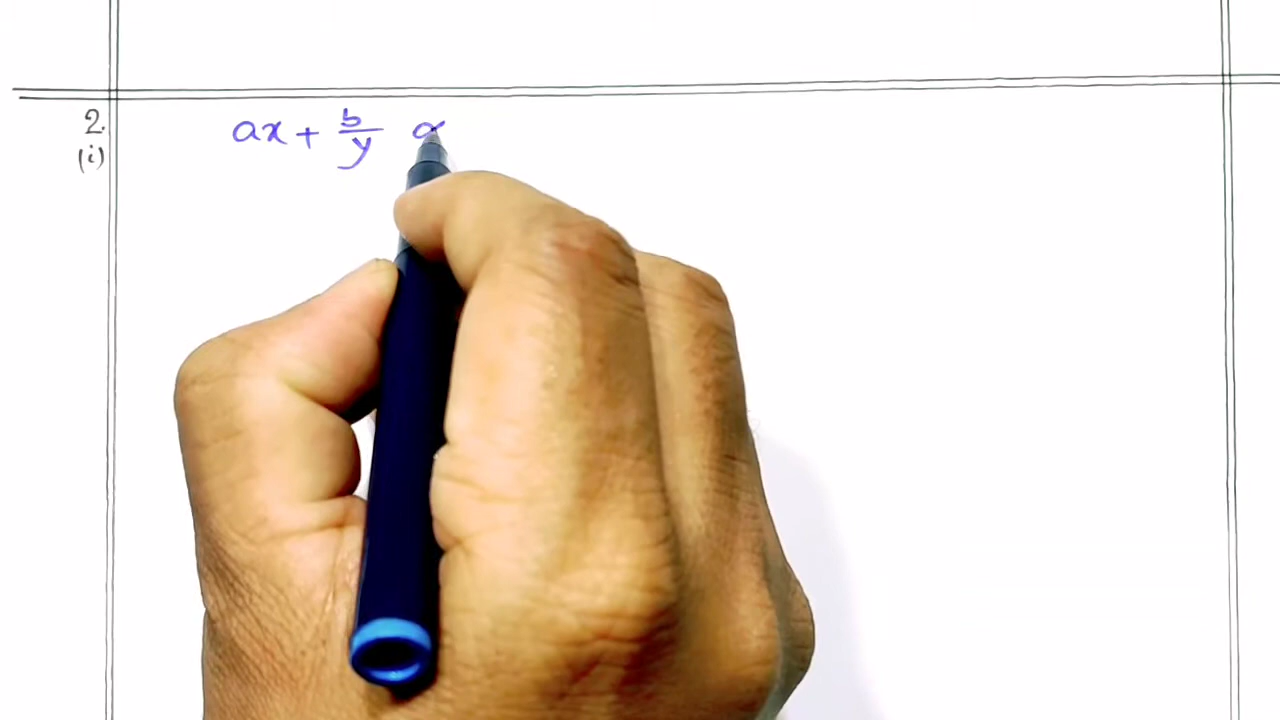 2. ax + b/y ∝
(i)